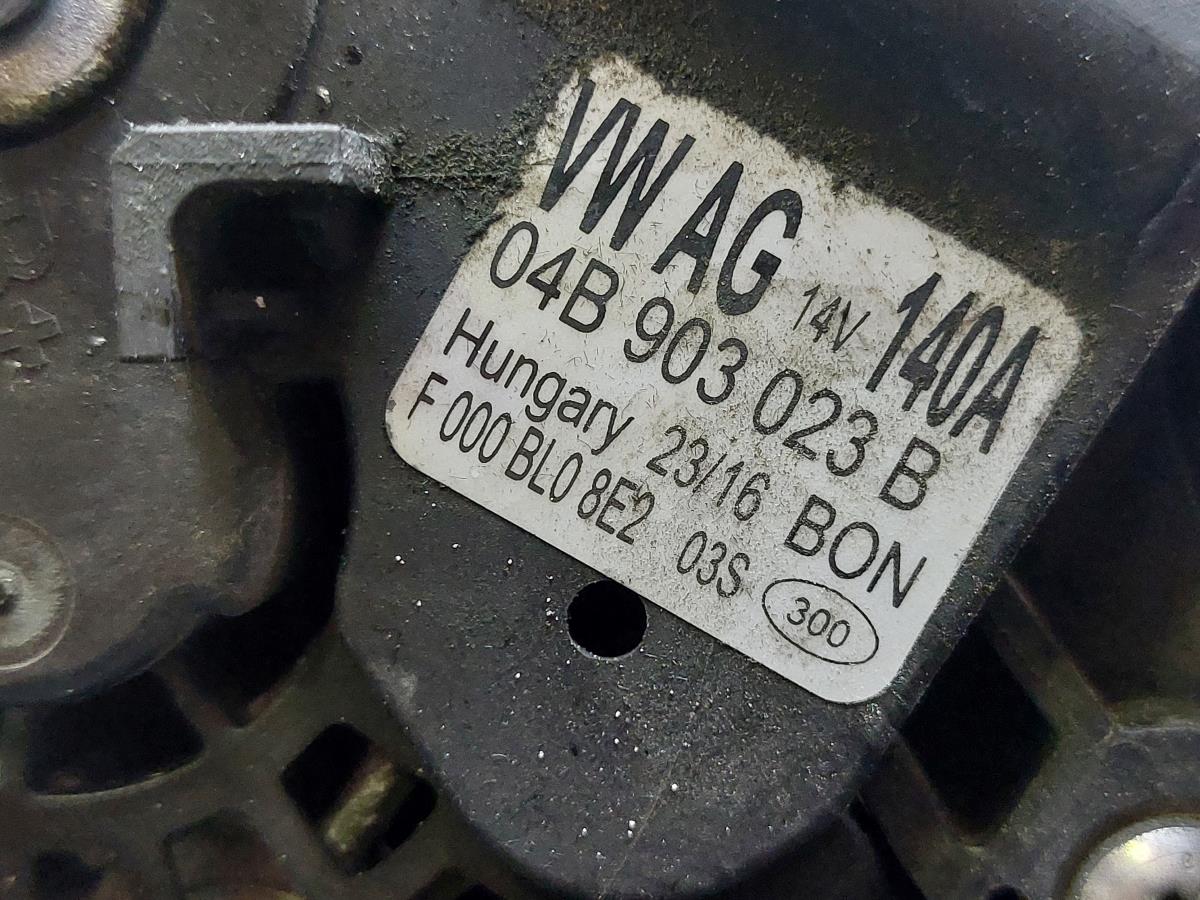 VW AG 14V 140A
04B 903 023 B
Hungary 23/16 BON
F 000 BL0 8E2 03S 300